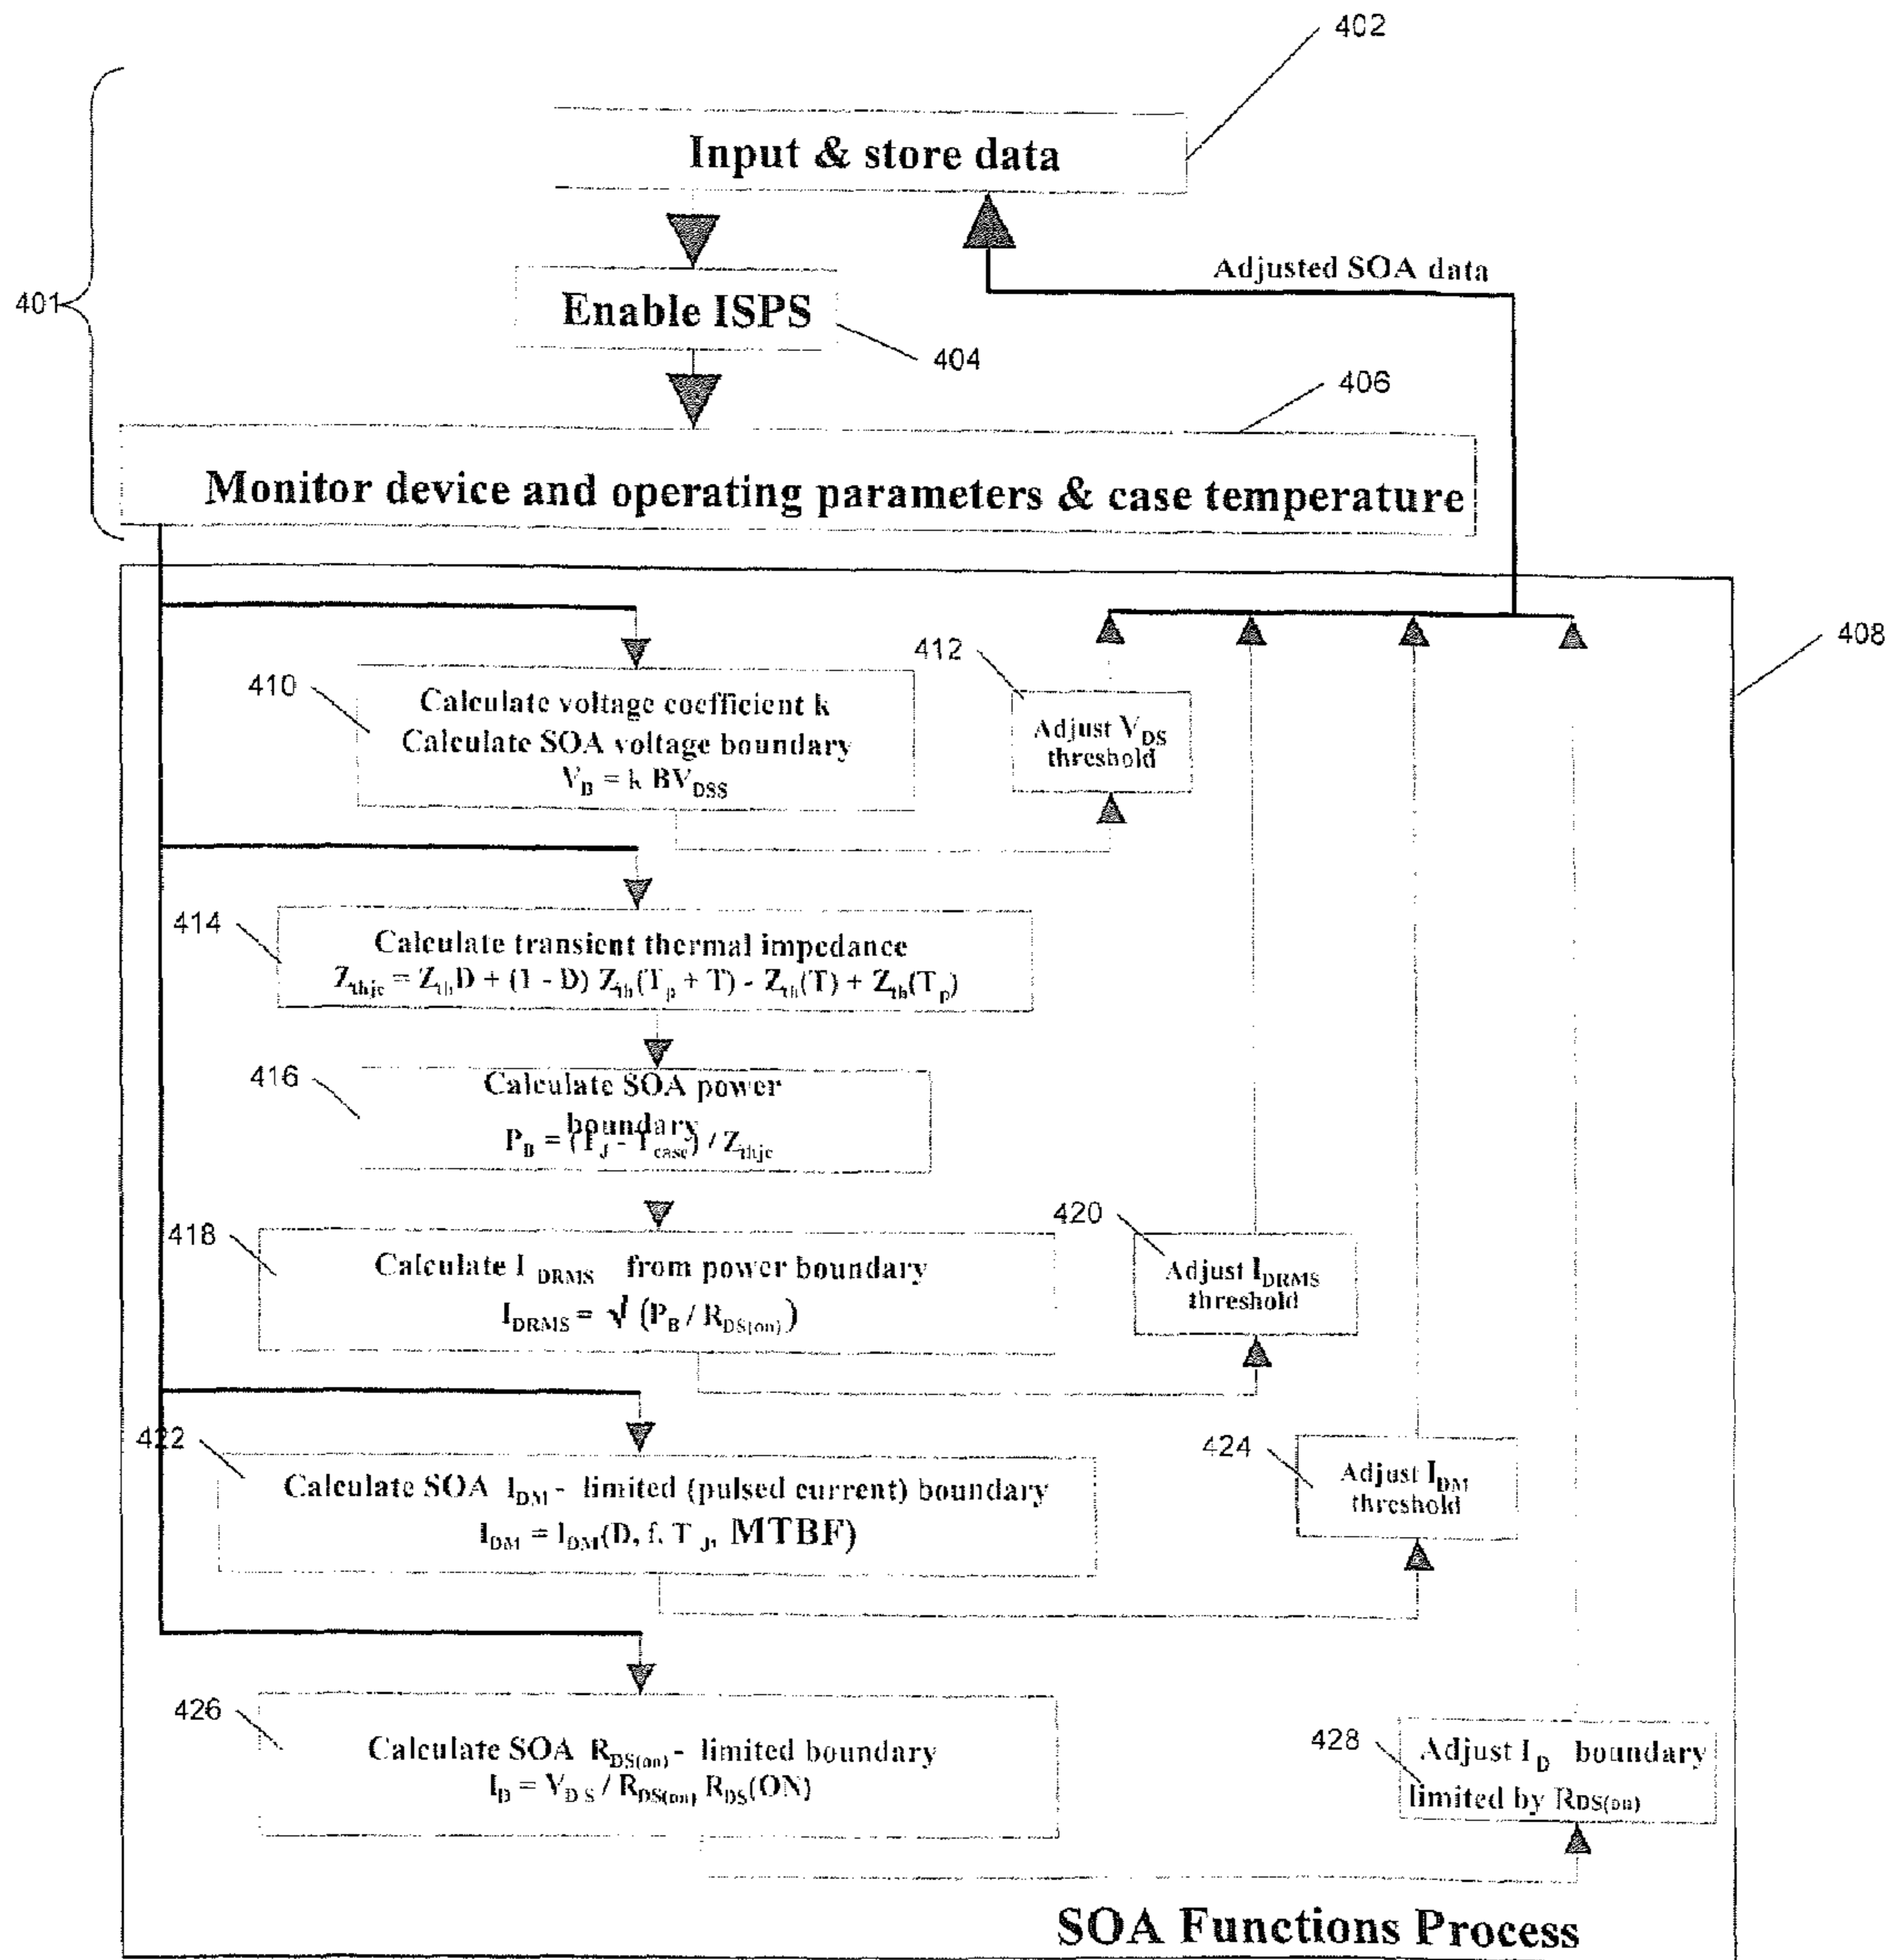 402
Input & store data
Adjusted SOA data
401
Enable ISPS
404
406
Monitor device and operating parameters & case temperature
408
410
Calculate voltage coefficient k
Calculate SOA voltage boundary
V_B = k BV_DSS
412
Adjust V_DS
threshold
414
Calculate transient thermal impedance
Z_thjc = Z_th D + (1 - D) Z_th(T_p + T) - Z_th(T) + Z_th(T_p)
416
Calculate SOA power
boundary
P_B = (T_J - T_case) / Z_thjc
418
Calculate I_DRMS from power boundary
I_DRMS = √ (P_B / R_DS(on))
420
Adjust I_DRMS
threshold
422
Calculate SOA I_DM - limited (pulsed current) boundary
I_DM = I_DM(D, f, T_J, MTBF)
424
Adjust I_DM
threshold
426
Calculate SOA R_DS(on) - limited boundary
I_D = V_DS / R_DS(on), R_DS(ON)
428
Adjust I_D boundary
limited by R_DS(on)
SOA Functions Process